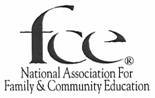 fce®
National Association For
Family & Community Education